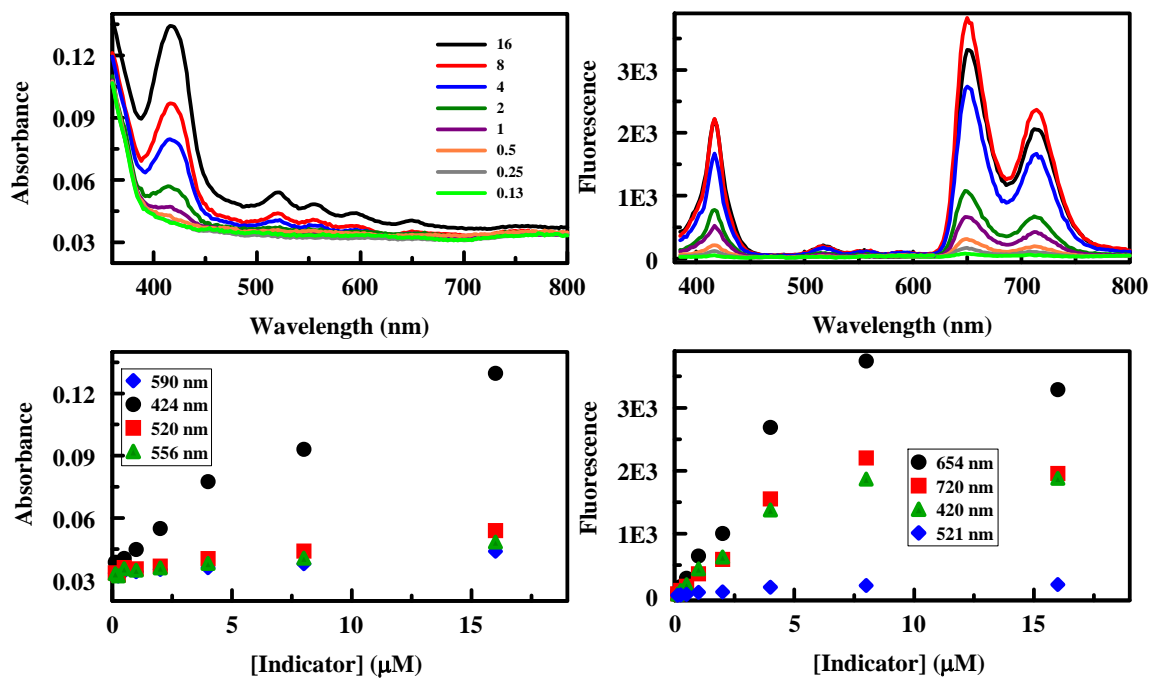 0.12
0.09
0.06
0.03
Absorbance
16
8
4
2
1
0.5
0.25
0.13
400 500 600 700 800
Wavelength (nm)
3E3
2E3
1E3
0
Fluorescence
400 500 600 700 800
Wavelength (nm)
0.12
0.09
0.06
0.03
Absorbance
590 nm
424 nm
520 nm
556 nm
0 5 10 15
[Indicator] (μM)
3E3
2E3
1E3
0
Fluorescence
654 nm
720 nm
420 nm
521 nm
0 5 10 15
[Indicator] (μM)